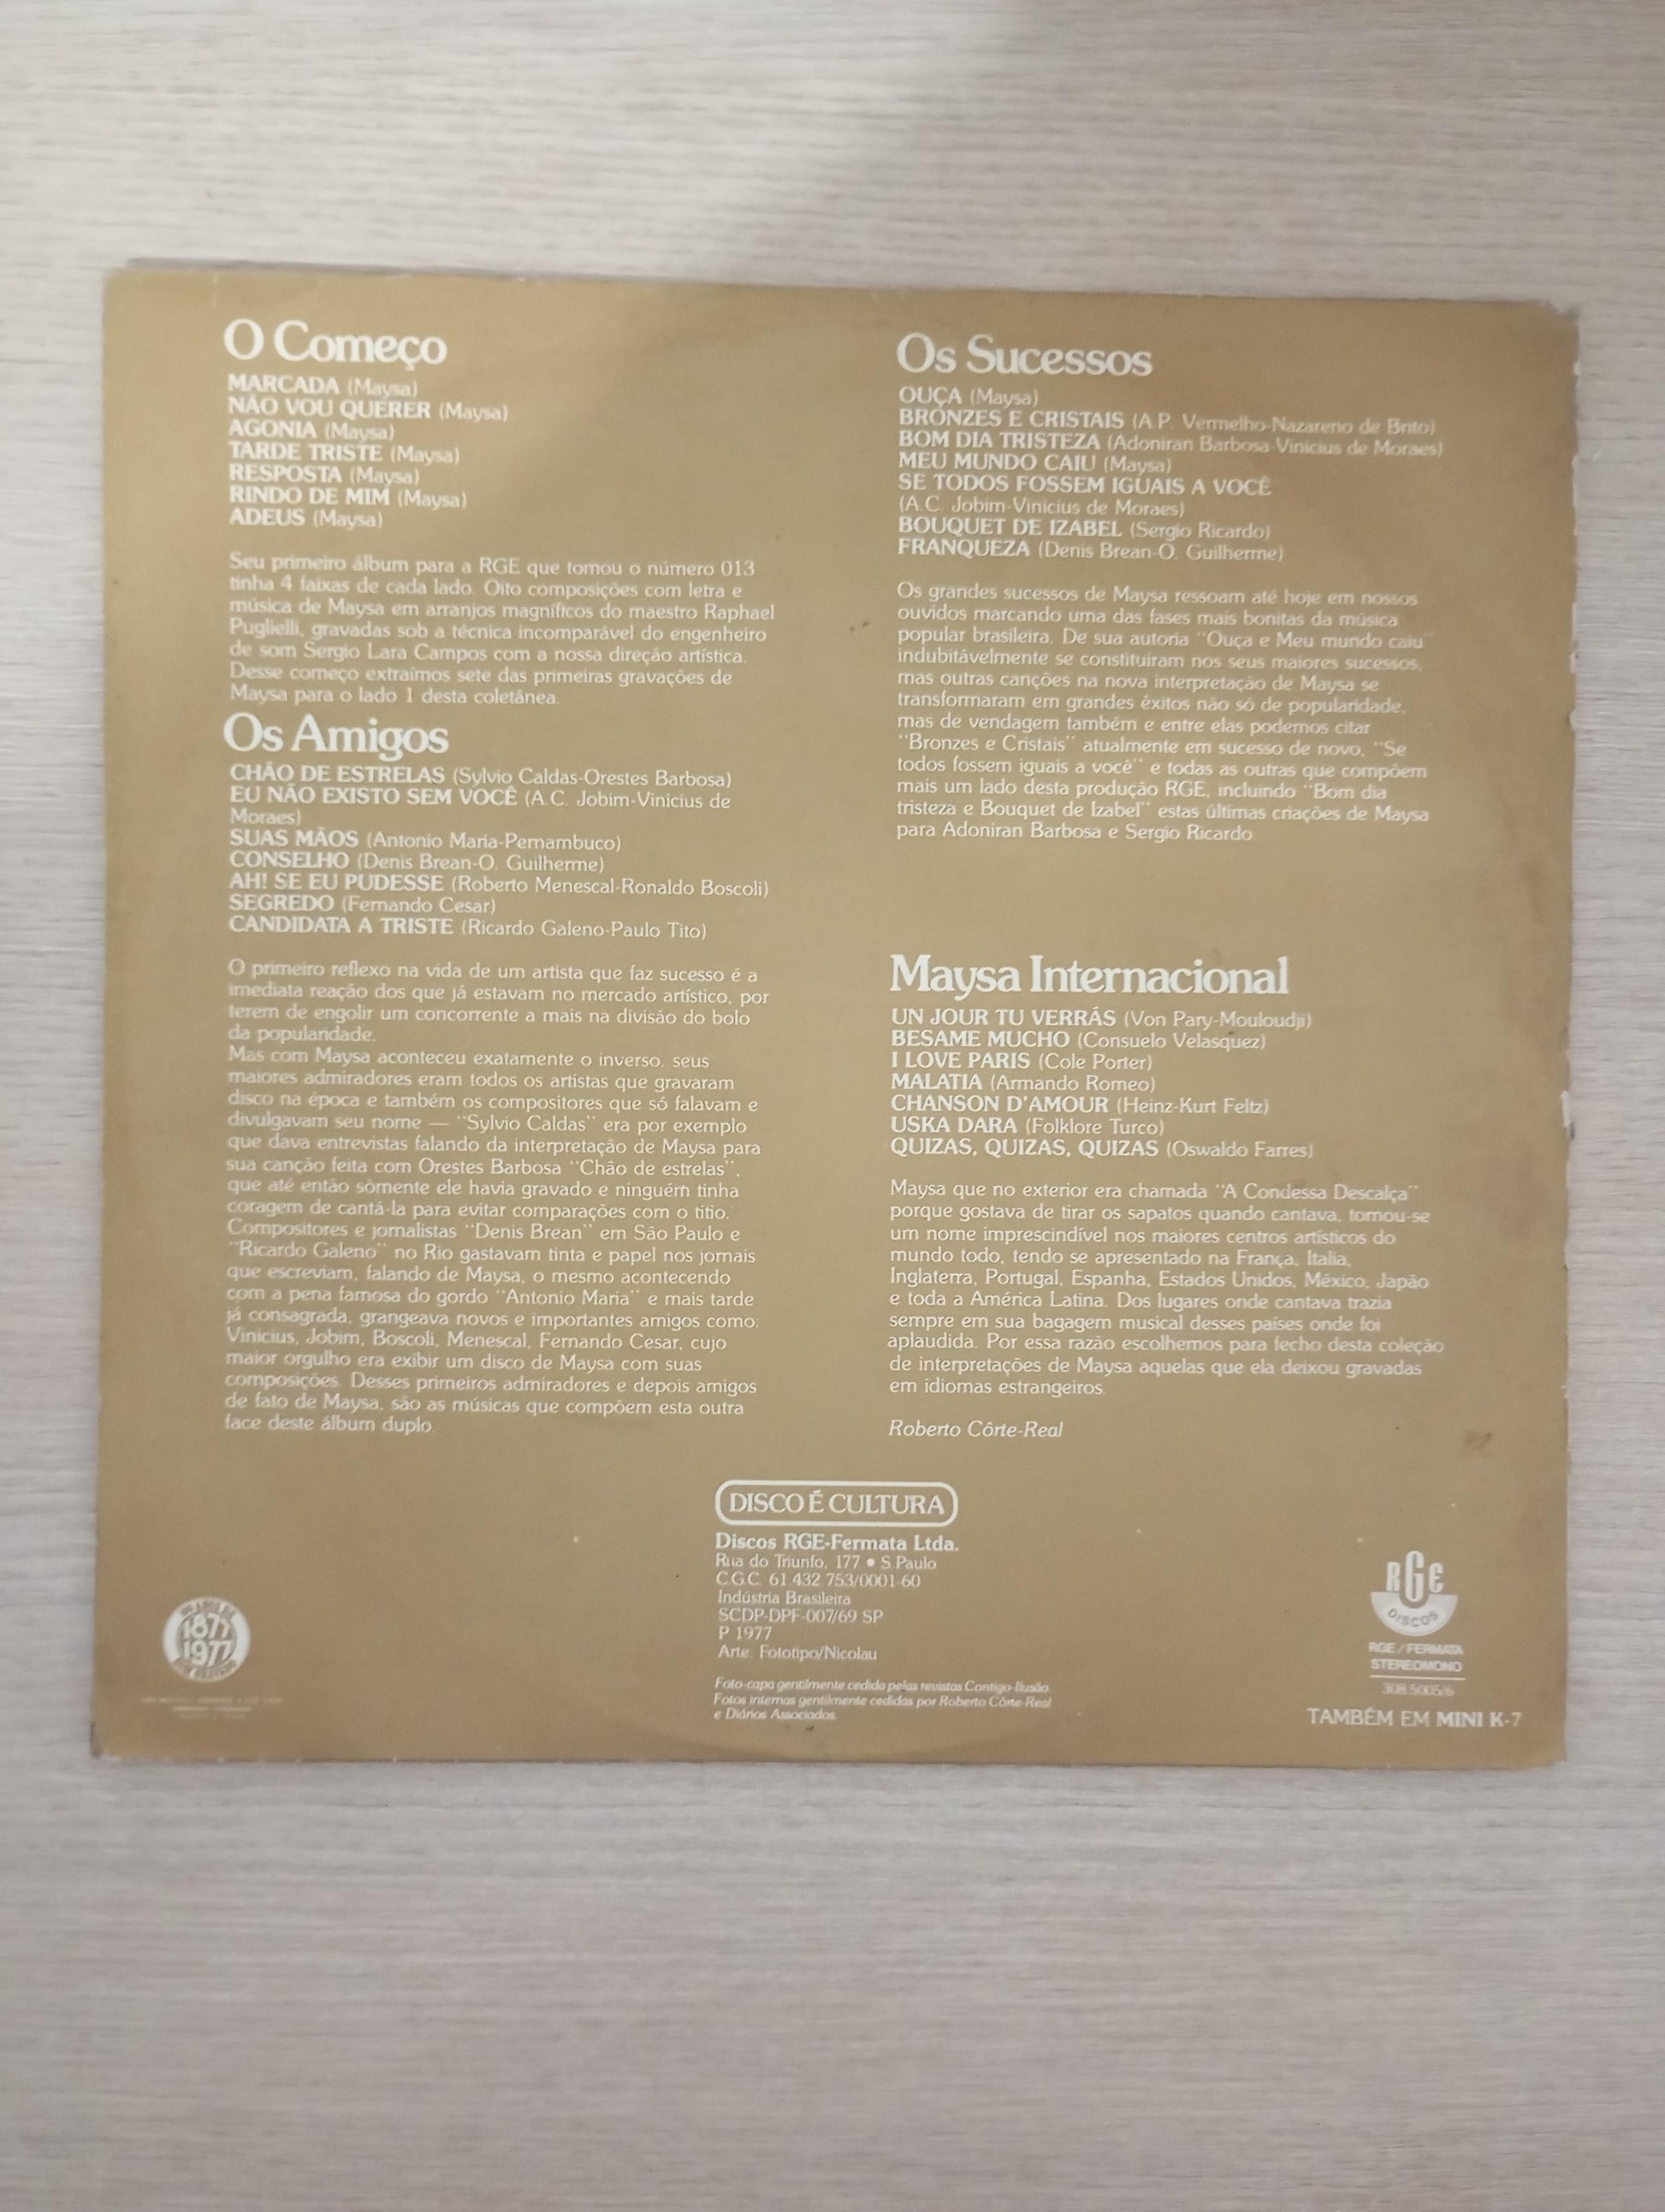 O Começo
MARCADA (Maysa)
NÃO VOU QUERER (Maysa)
AGONIA (Maysa)
TARDE TRISTE (Maysa)
RESPOSTA (Maysa)
RINDO DE MIM (Maysa)
ADEUS (Maysa)
Seu primeiro álbum para a RGE que tomou o número 013
tinha 4 faixas de cada lado. Oito composições com letra e
música de Maysa em arranjos magníficos do maestro Raphael
Puglielli, gravadas sob a técnica incomparável do engenheiro
de som Sergio Lara Campos com a nossa direção artística.
Desse começo extraímos sete das primeiras gravações de
Maysa para o lado 1 desta coletânea.
Os Amigos
CHÃO DE ESTRELAS (Sylvio Caldas-Orestes Barbosa)
EU NÃO EXISTO SEM VOCÊ (A.C. Jobim-Vinicius de
Moraes)
SUAS MÃOS (Antonio Maria-Pernambuco)
CONSELHO (Denis Brean-O. Guilherme)
AH! SE EU PUDESSE (Roberto Menescal-Ronaldo Boscoli)
SEGREDO (Fernando Cesar)
CANDIDATA A TRISTE (Ricardo Galeno-Paulo Tito)
O primeiro reflexo na vida de um artista que faz sucesso é a
imediata reação dos que já estavam no mercado artístico, por
terem de engolir um concorrente a mais na divisão do bolo
da popularidade.
Mas com Maysa aconteceu exatamente o inverso, seus
maiores admiradores eram todos os artistas que gravaram
disco na época e também os compositores que só falavam e
divulgavam seu nome — "Sylvio Caldas" era por exemplo
que dava entrevistas falando da interpretação de Maysa para
sua canção feita com Orestes Barbosa "Chão de estrelas",
que até então sòmente ele havia gravado e ninguém tinha
coragem de cantá-la para evitar comparações com o titio.
Compositores e jornalistas "Denis Brean" em São Paulo e
"Ricardo Galeno" no Rio gastavam tinta e papel nos jornais
que escreviam, falando de Maysa, o mesmo acontecendo
com a pena famosa do gordo "Antonio Maria" e mais tarde
já consagrada, grangeava novos e importantes amigos como:
Vinicius, Jobim, Boscoli, Menescal, Fernando Cesar, cujo
maior orgulho era exibir um disco de Maysa com suas
composições. Desses primeiros admiradores e depois amigos
de fato de Maysa, são as músicas que compõem esta outra
face deste álbum duplo.
Os Sucessos
OUÇA (Maysa)
BRONZES E CRISTAIS (A.P. Vermelho-Nazareno de Brito)
BOM DIA TRISTEZA (Adoniran Barbosa-Vinicius de Moraes)
MEU MUNDO CAIU (Maysa)
SE TODOS FOSSEM IGUAIS A VOCÊ
(A.C. Jobim-Vinicius de Moraes)
BOUQUET DE IZABEL (Sergio Ricardo)
FRANQUEZA (Denis Brean-O. Guilherme)
Os grandes sucessos de Maysa ressoam até hoje em nossos
ouvidos marcando uma das fases mais bonitas da música
popular brasileira. De sua autoria "Ouça e Meu mundo caiu"
indubitávelmente se constituiram nos seus maiores sucessos,
mas outras canções na nova interpretação de Maysa se
transformaram em grandes êxitos não só de popularidade,
mas de vendagem também e entre elas podemos citar
"Bronzes e Cristais" atualmente em sucesso de novo, "Se
todos fossem iguais a você" e todas as outras que compõem
mais um lado desta produção RGE, incluindo "Bom dia
tristeza e Bouquet de Izabel" estas últimas criações de Maysa
para Adoniran Barbosa e Sergio Ricardo.
Maysa Internacional
UN JOUR TU VERRÁS (Von Pary-Mouloudji)
BESAME MUCHO (Consuelo Velasquez)
I LOVE PARIS (Cole Porter)
MALATIA (Armando Romeo)
CHANSON D'AMOUR (Heinz-Kurt Feltz)
USKA DARA (Folklore Turco)
QUIZAS, QUIZAS, QUIZAS (Oswaldo Farres)
Maysa que no exterior era chamada "A Condessa Descalça"
porque gostava de tirar os sapatos quando cantava, tornou-se
um nome imprescindível nos maiores centros artísticos do
mundo todo, tendo se apresentado na França, Italia,
Inglaterra, Portugal, Espanha, Estados Unidos, México, Japão
e toda a América Latina. Dos lugares onde cantava trazia
sempre em sua bagagem musical desses países onde foi
aplaudida. Por essa razão escolhemos para fecho desta coleção
de interpretações de Maysa aquelas que ela deixou gravadas
em idiomas estrangeiros.
Roberto Côrte-Real
DISCO É CULTURA
Discos RGE-Fermata Ltda.
Rua do Triunfo, 177 • S.Paulo
C.G.C. 61.432.753/0001-60
Indústria Brasileira
SCDP-DPF-007/69 SP
P 1977
Arte: Fototipo/Nicolau
Foto-capa gentilmente cedida pelas revistas Contigo-Ilusão.
Fotos internas gentilmente cedidas por Roberto Côrte-Real
e Diários Associados.
1877
1977
RGE
DISCOS
RGE/FERMATA
STEREOMONO
308.5005/6
TAMBÉM EM MINI K-7